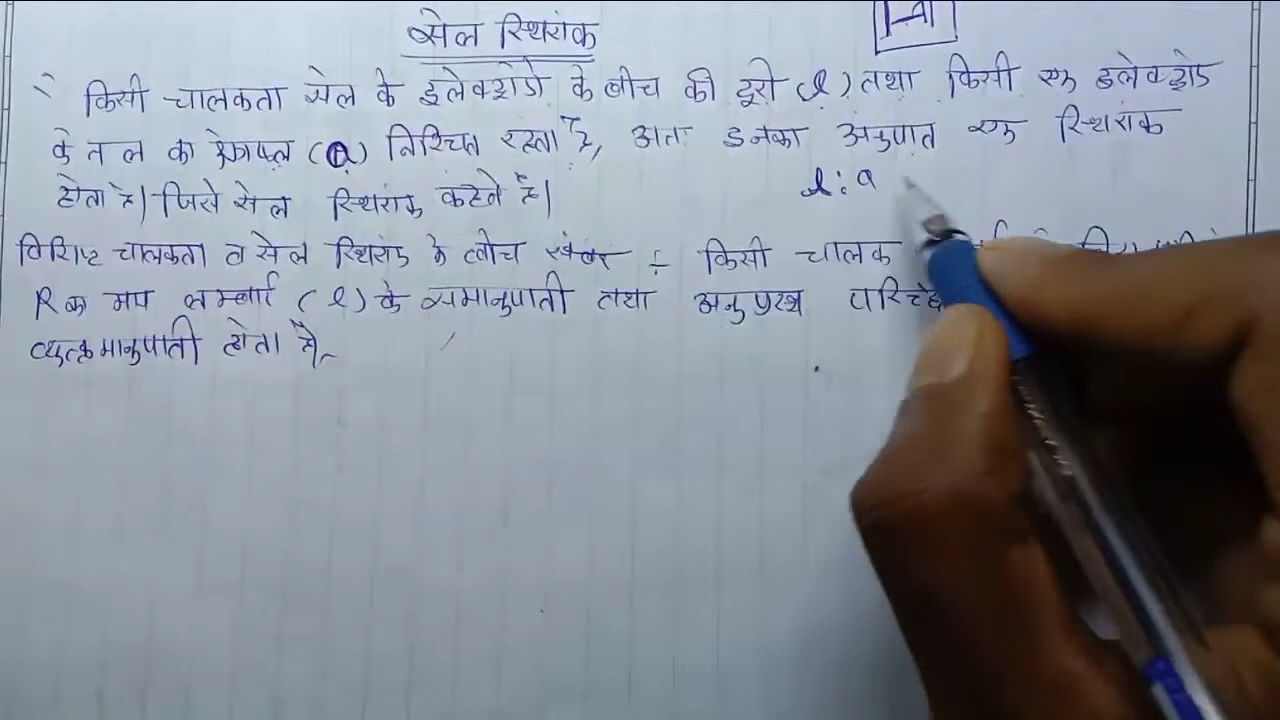 सेल स्थिरांक
किसी चालकता सेल के इलेक्ट्रोडो के बीच की दूरी (l) तथा किसी एक इलेक्ट्रोड
के तल का क्षेत्रफल (a) निश्चित रहता है, अतः इनका अनुपात एक स्थिरांक
होता है। जिसे सेल स्थिरांक कहते है।
l : a
विशिष्ट चालकता व सेल स्थिरांक के बीच संबंध ÷ किसी चालक
R का मान लम्बाई (l) के समानुपाती तथा अनुप्रस्थ परिच्छे
व्युत्क्रमानुपाती होता है,